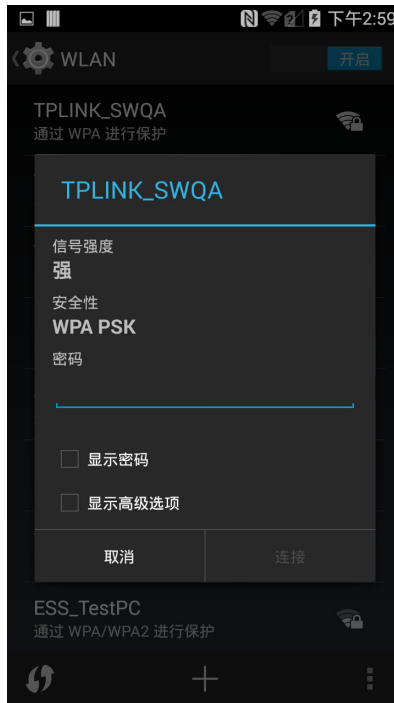 下午2:59
WLAN
开启
TPLINK_SWQA
通过 WPA 进行保护
TPLINK_SWQA
信号强度
强
安全性
WPA PSK
密码
显示密码
显示高级选项
取消
连接
ESS_TestPC
通过 WPA/WPA2 进行保护